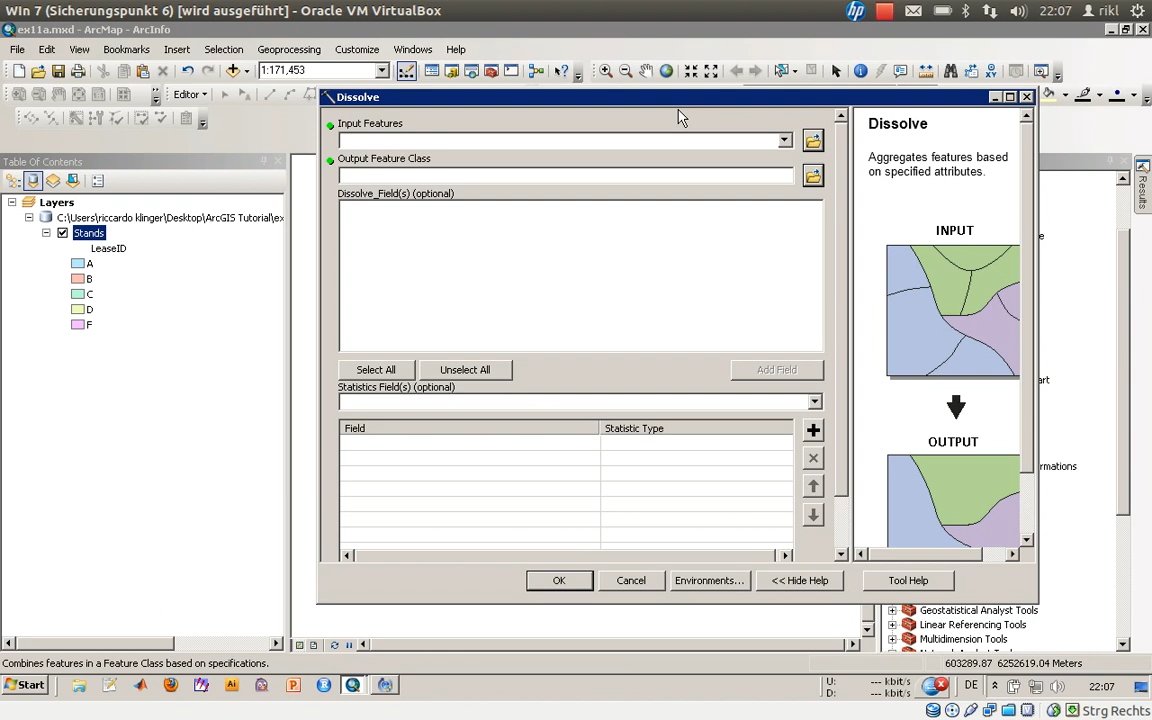 Win 7 (Sicherungspunkt 6) [wird ausgeführt] - Oracle VM VirtualBox
22:07 rikl
ex11a.mxd - ArcMap - ArcInfo
File Edit View Bookmarks Insert Selection Geoprocessing Customize Windows Help
1:171,453
Editor
Dissolve
Table Of Contents
Layers
C:\Users\riccardo klinger\Desktop\ArcGIS Tutorial\ex
Stands
LeaseID
A
B
C
D
F
Input Features
Output Feature Class
Dissolve_Field(s) (optional)
Select All Unselect All Add Field
Statistics Field(s) (optional)
Field Statistic Type
OK Cancel Environments... << Hide Help Tool Help
Dissolve
Aggregates features based
on specified attributes.
INPUT
OUTPUT
Results
e
art
ormations
Geostatistical Analyst Tools
Linear Referencing Tools
Multidimension Tools
Combines features in a Feature Class based on specifications.
603289.87 6252619.04 Meters
Start
U: --- kbit/s
D: --- kbit/s
DE
22:07
Strg Rechts